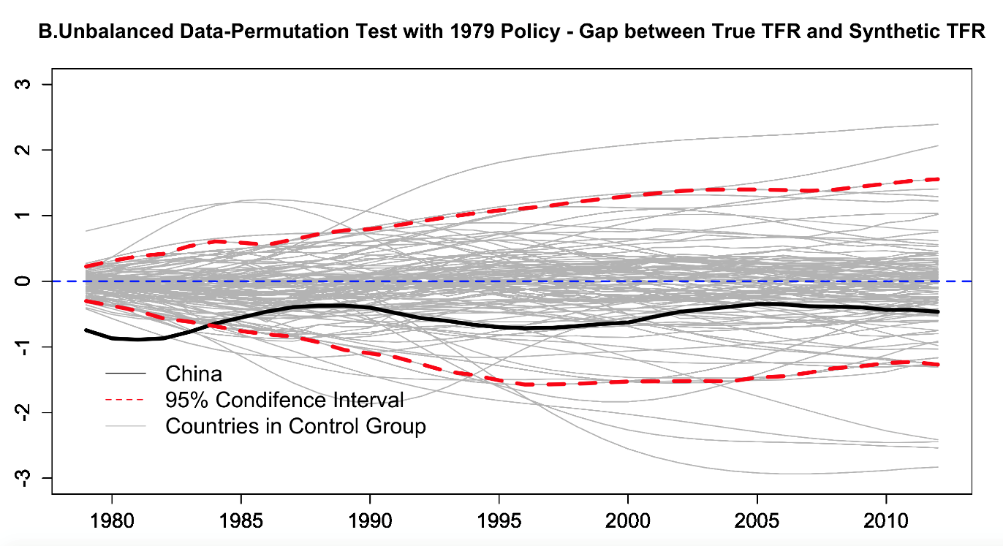 B.Unbalanced Data-Permutation Test with 1979 Policy - Gap between True TFR and Synthetic TFR
3
2
1
0
-1
-2
-3
China
95% Condifence Interval
Countries in Control Group
1980 1985 1990 1995 2000 2005 2010